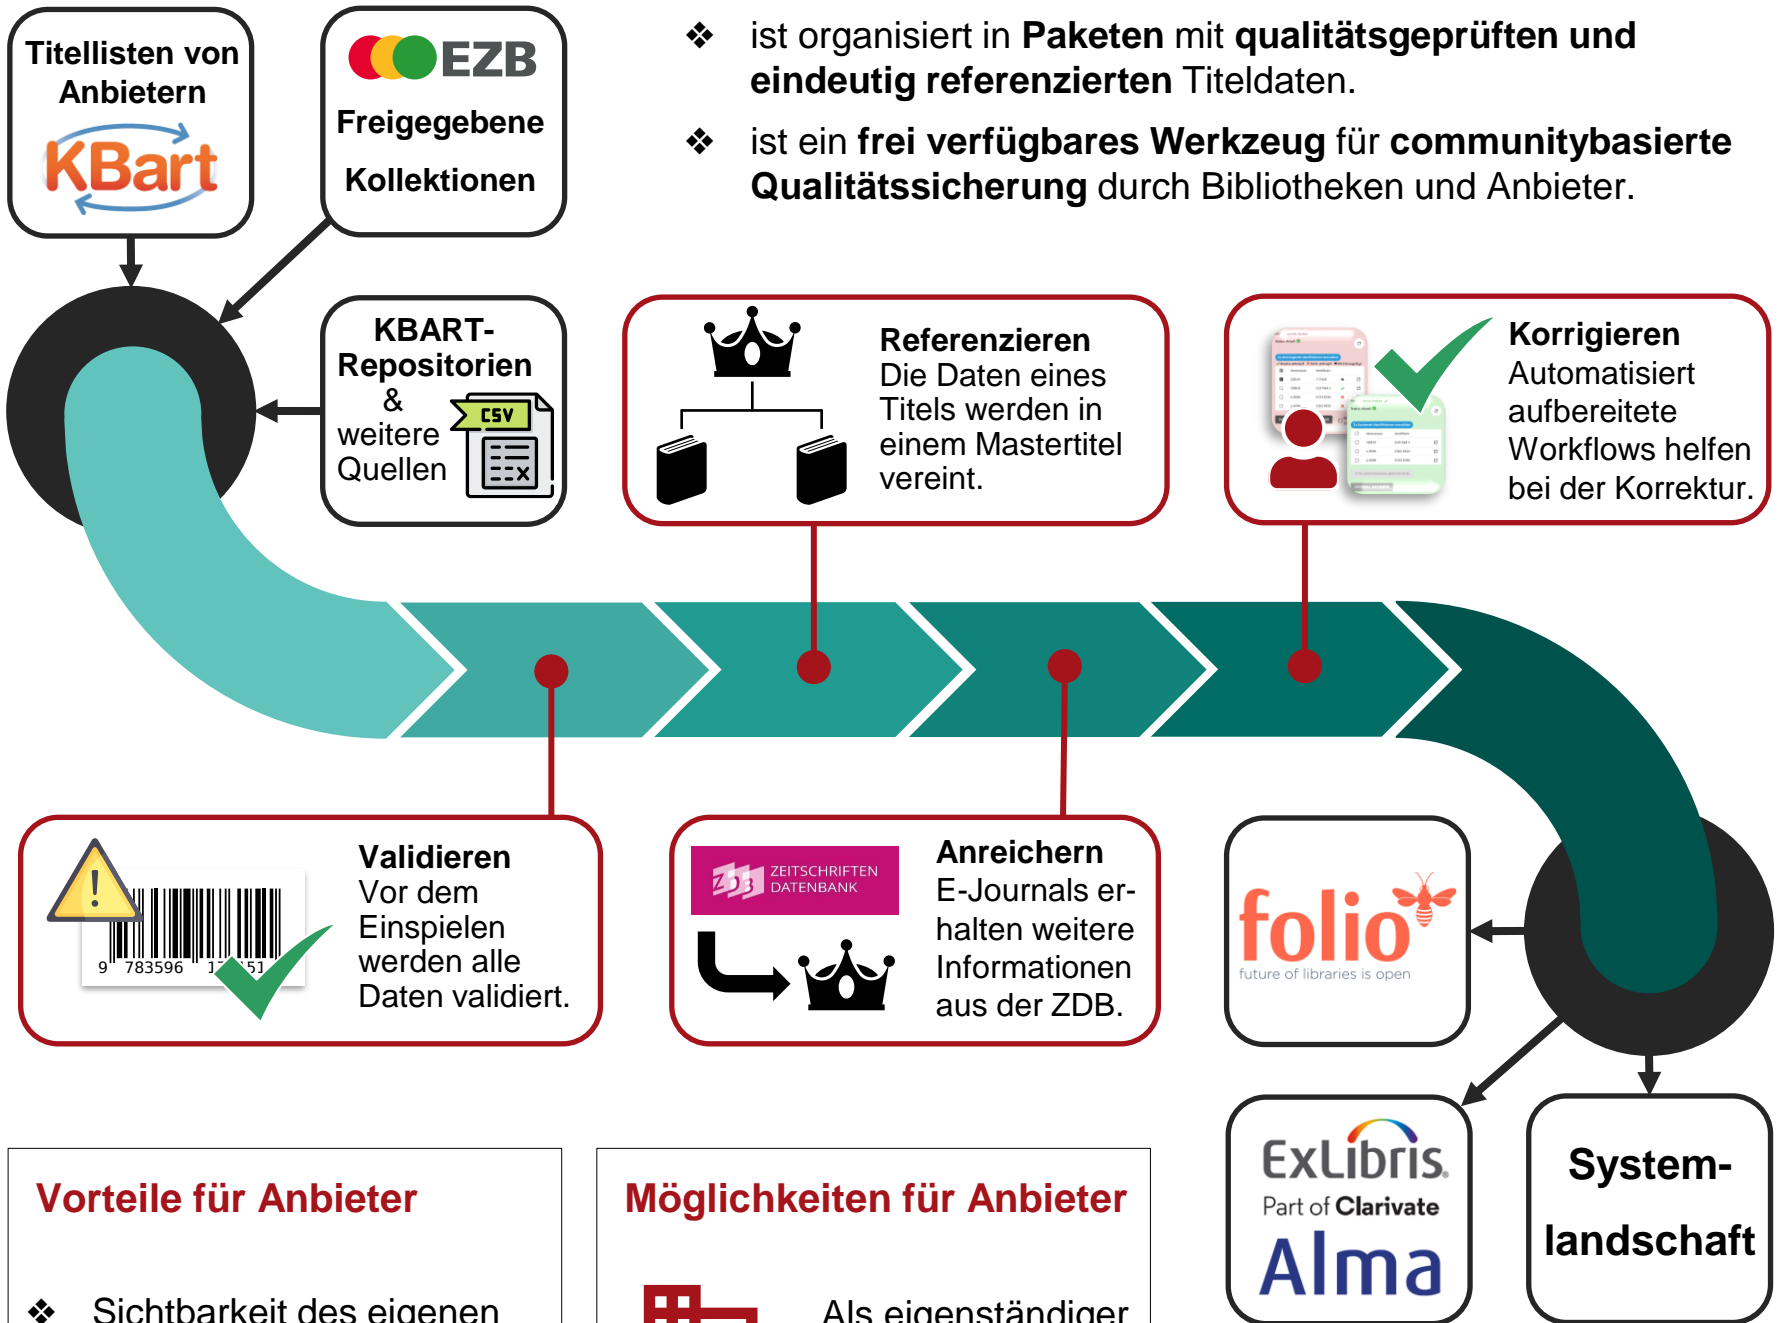 Titellisten von
Anbietern
KBart
EZB
Freigegebene
Kollektionen
❖ ist organisiert in Paketen mit qualitätsgeprüften und
eindeutig referenzierten Titeldaten.
❖ ist ein frei verfügbares Werkzeug für communitybasierte
Qualitätssicherung durch Bibliotheken und Anbieter.
KBART-
Repositorien
&
weitere
Quellen
CSV
Referenzieren
Die Daten eines
Titels werden in
einem Mastertitel
vereint.
Korrigieren
Automatisiert
aufbereitete
Workflows helfen
bei der Korrektur.
Validieren
Vor dem
Einspielen
werden alle
Daten validiert.
9 783596
ZDB ZEITSCHRIFTEN
DATENBANK
Anreichern
E-Journals er-
halten weitere
Informationen
aus der ZDB.
folio
future of libraries is open
ExLibris®
Part of Clarivate
Alma
System-
landschaft
Vorteile für Anbieter
❖ Sichtbarkeit des eigenen
Möglichkeiten für Anbieter
Als eigenständiger